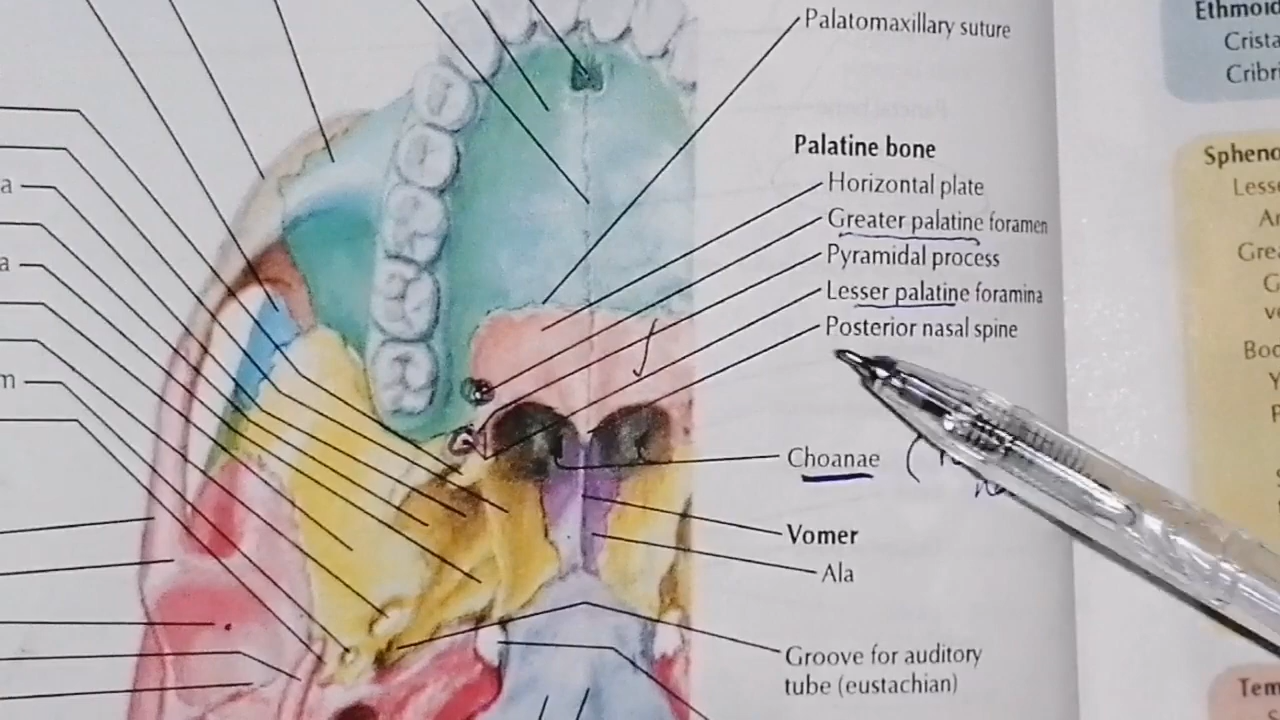 Palatomaxillary suture
Palatine bone
Horizontal plate
Greater palatine foramen
Pyramidal process
Lesser palatine foramina
Posterior nasal spine
Choanae (
Vomer
Ala
Groove for auditory
tube (eustachian)
a
a
m
Ethmoid
Crista
Cribri
Spheno
Less
Grea
Boo
Tem